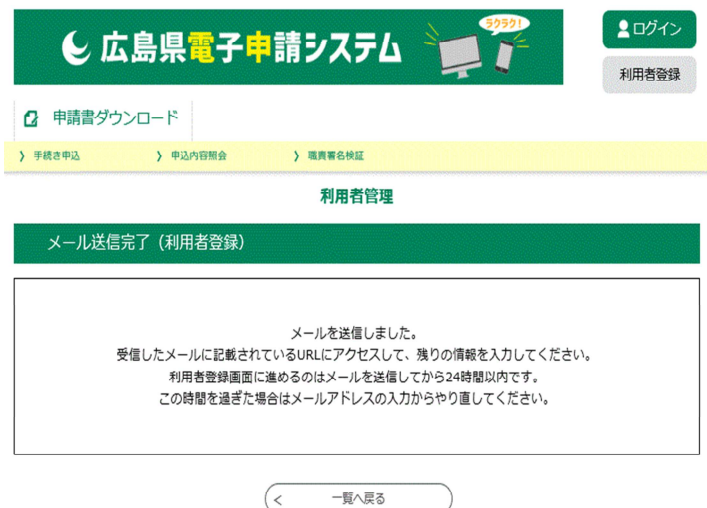 広島県電子申請システム
ラクラク!
ログイン
利用者登録
申請書ダウンロード
手続き申込
申込内容照会
職責署名検証
利用者管理
メール送信完了（利用者登録）
メールを送信しました。
受信したメールに記載されているURLにアクセスして、残りの情報を入力してください。
利用者登録画面に進めるのはメールを送信してから24時間以内です。
この時間を過ぎた場合はメールアドレスの入力からやり直してください。
一覧へ戻る